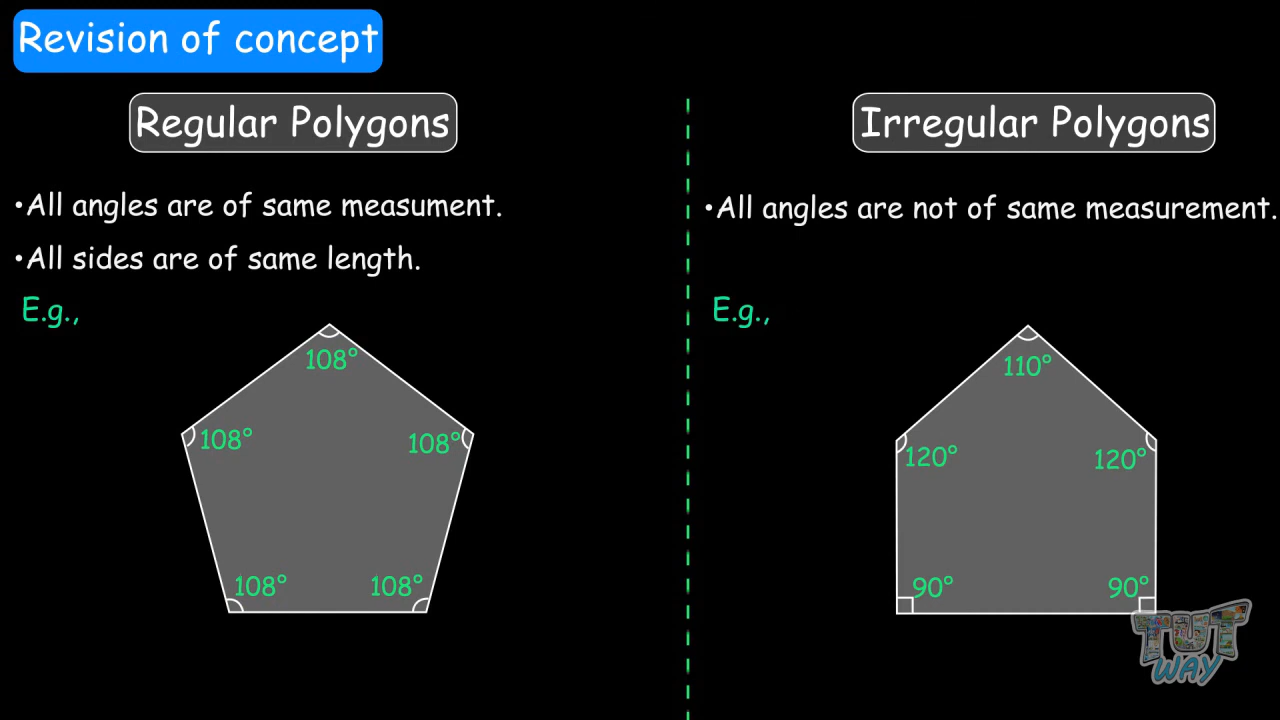 Revision of concept
Regular Polygons
•All angles are of same measument.
•All sides are of same length.
E.g.,
108°
108°
108°
108°
108°
Irregular Polygons
•All angles are not of same measurement.
E.g.,
110°
120°
120°
90°
90°
TUT
WAY